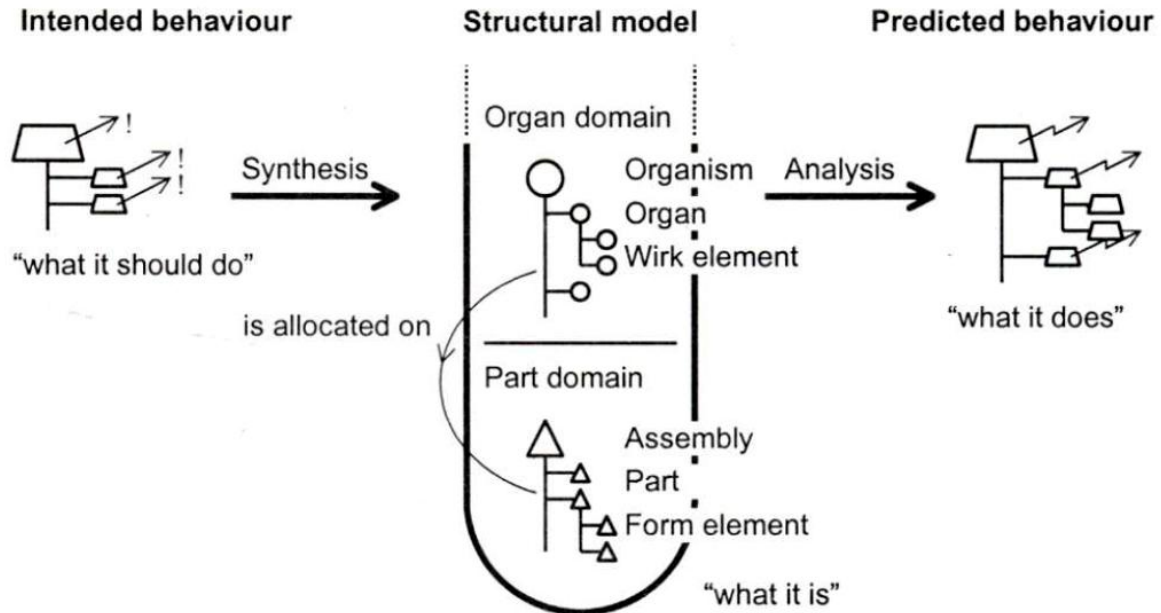 Intended behaviour
Structural model
Predicted behaviour
!
!
!
Synthesis
"what it should do"
Organ domain
Organism
Organ
Wirk element
is allocated on
Part domain
Assembly
Part
Form element
"what it is"
Analysis
"what it does"